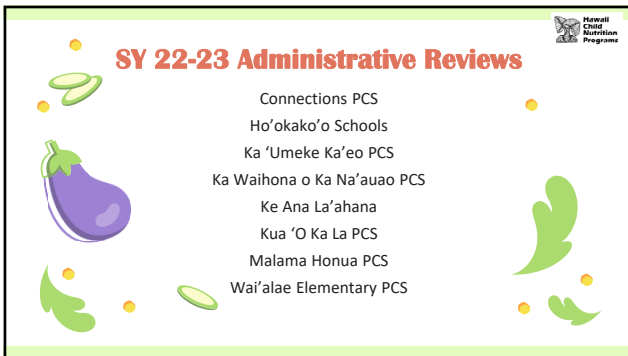 Hawaii
Child
Nutrition
Programs
SY 22-23 Administrative Reviews
Connections PCS
Ho’okako’o Schools
Ka ‘Umeke Ka’eo PCS
Ka Waihona o Ka Na’auao PCS
Ke Ana La’ahana
Kua ‘O Ka La PCS
Malama Honua PCS
Wai’alae Elementary PCS